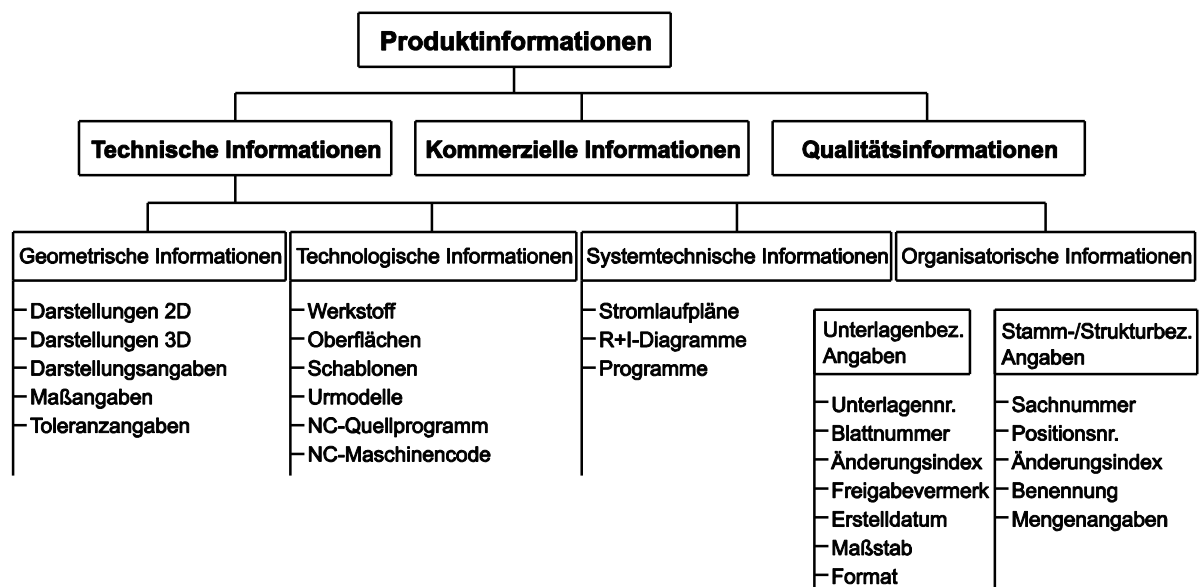 Produktinformationen
Technische Informationen
Kommerzielle Informationen
Qualitätsinformationen
Geometrische Informationen
Technologische Informationen
Systemtechnische Informationen
Organisatorische Informationen
Darstellungen 2D
Darstellungen 3D
Darstellungsangaben
Maßangaben
Toleranzangaben
Werkstoff
Oberflächen
Schablonen
Urmodelle
NC-Quellprogramm
NC-Maschinencode
Stromlaufpläne
R+I-Diagramme
Programme
Unterlagenbez.
Angaben
Unterlagennr.
Blattnummer
Änderungsindex
Freigabevermerk
Erstelldatum
Maßstab
Format
Stamm-/Strukturbez.
Angaben
Sachnummer
Positionsnr.
Änderungsindex
Benennung
Mengenangaben